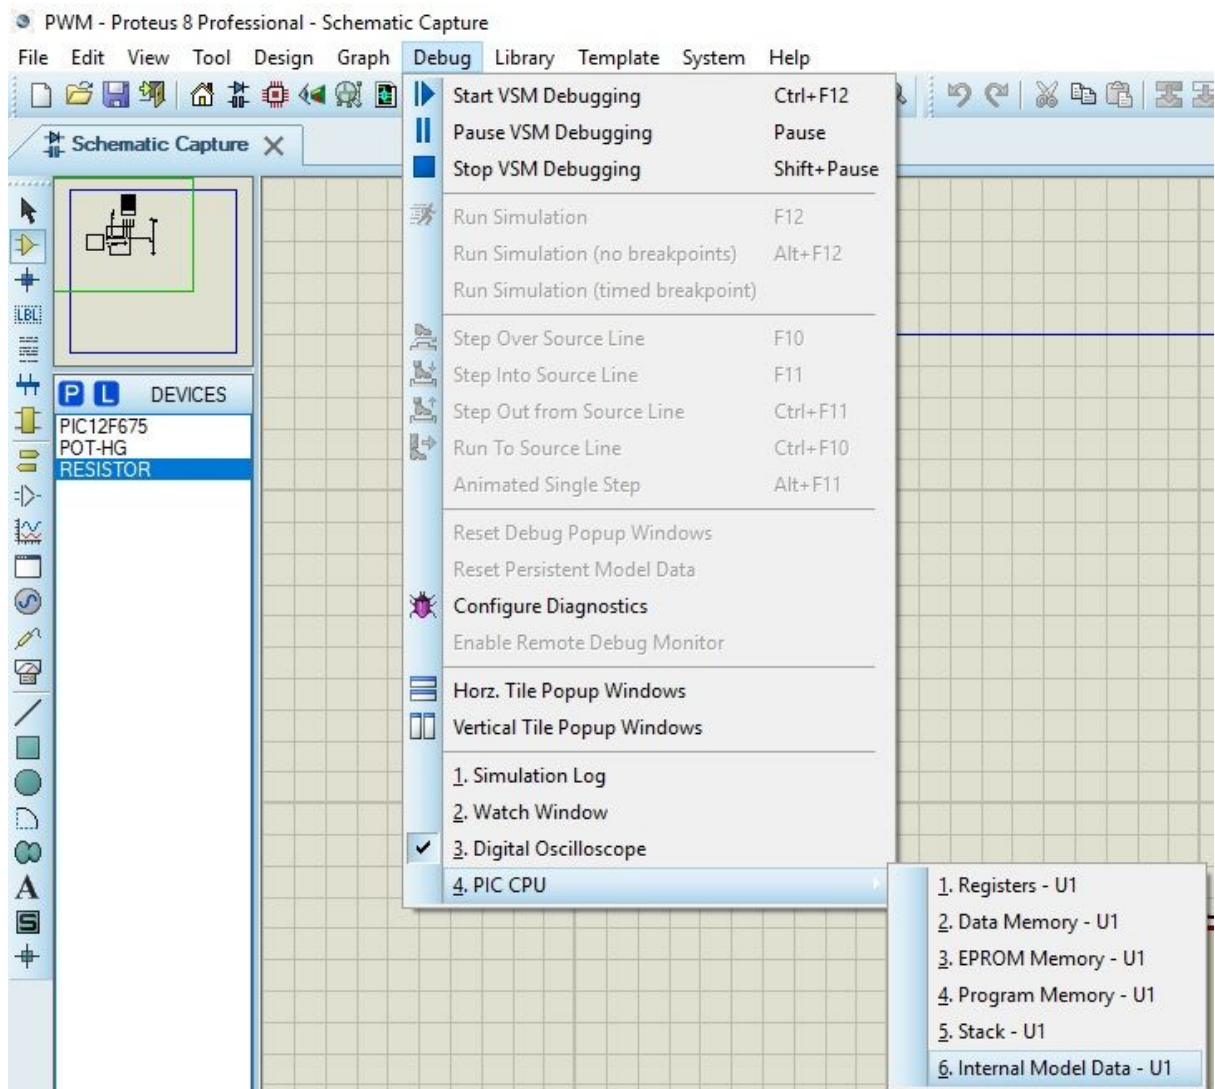 PWM - Proteus 8 Professional - Schematic Capture
File Edit View Tool Design Graph Debug Library Template System Help
Schematic Capture
Start VSM Debugging Ctrl+F12
Pause VSM Debugging Pause
Stop VSM Debugging Shift+Pause
Run Simulation F12
Run Simulation (no breakpoints) Alt+F12
Run Simulation (timed breakpoint)
Step Over Source Line F10
Step Into Source Line F11
Step Out from Source Line Ctrl+F11
Run To Source Line Ctrl+F10
Animated Single Step Alt+F11
Reset Debug Popup Windows
Reset Persistent Model Data
Configure Diagnostics
Enable Remote Debug Monitor
Horz. Tile Popup Windows
Vertical Tile Popup Windows
1. Simulation Log
2. Watch Window
3. Digital Oscilloscope
4. PIC CPU
1. Registers - U1
2. Data Memory - U1
3. EPROM Memory - U1
4. Program Memory - U1
5. Stack - U1
6. Internal Model Data - U1
LBL
P L DEVICES
PIC12F675
POT-HG
RESISTOR
A
S